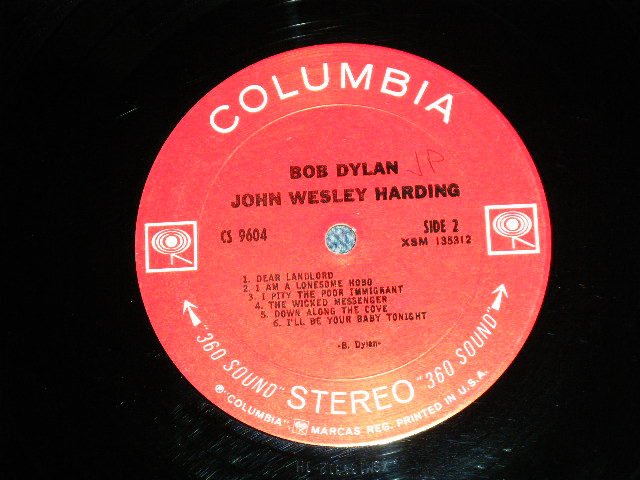 COLUMBIA
BOB DYLAN JP
JOHN WESLEY HARDING
CS 9604
SIDE 2
XSM 135312
1. DEAR LANDLORD
2. I AM A LONESOME HOBO
3. I PITY THE POOR IMMIGRANT
4. THE WICKED MESSENGER
5. DOWN ALONG THE COVE
6. I'LL BE YOUR BABY TONIGHT
-B. Dylan-
"360 SOUND" STEREO "360 SOUND"
℗ "COLUMBIA" MARCAS REG. PRINTED IN U.S.A.